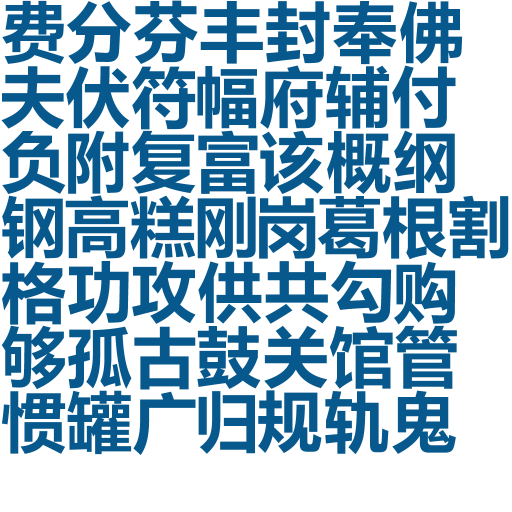 费分芬丰封奉佛
夫伏符幅府辅付
负附复富该概纲
钢高糕刚岗葛根割
格功攻供共勾购
够孤古鼓关馆管
惯罐广归规轨鬼